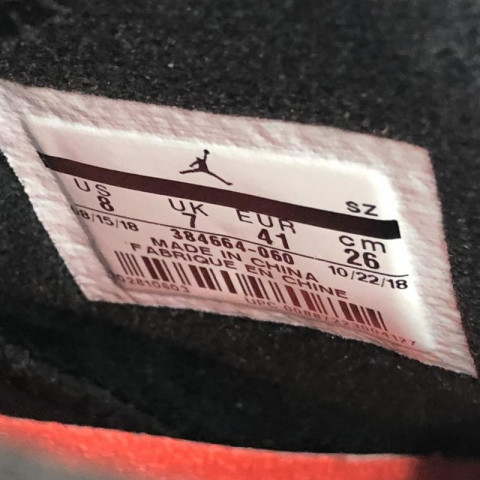 SZ
US UK EUR cm
8 7 41 26
08/15/18 384664-060 10/22/18
MADE IN CHINA
FABRIQUE EN CHINE